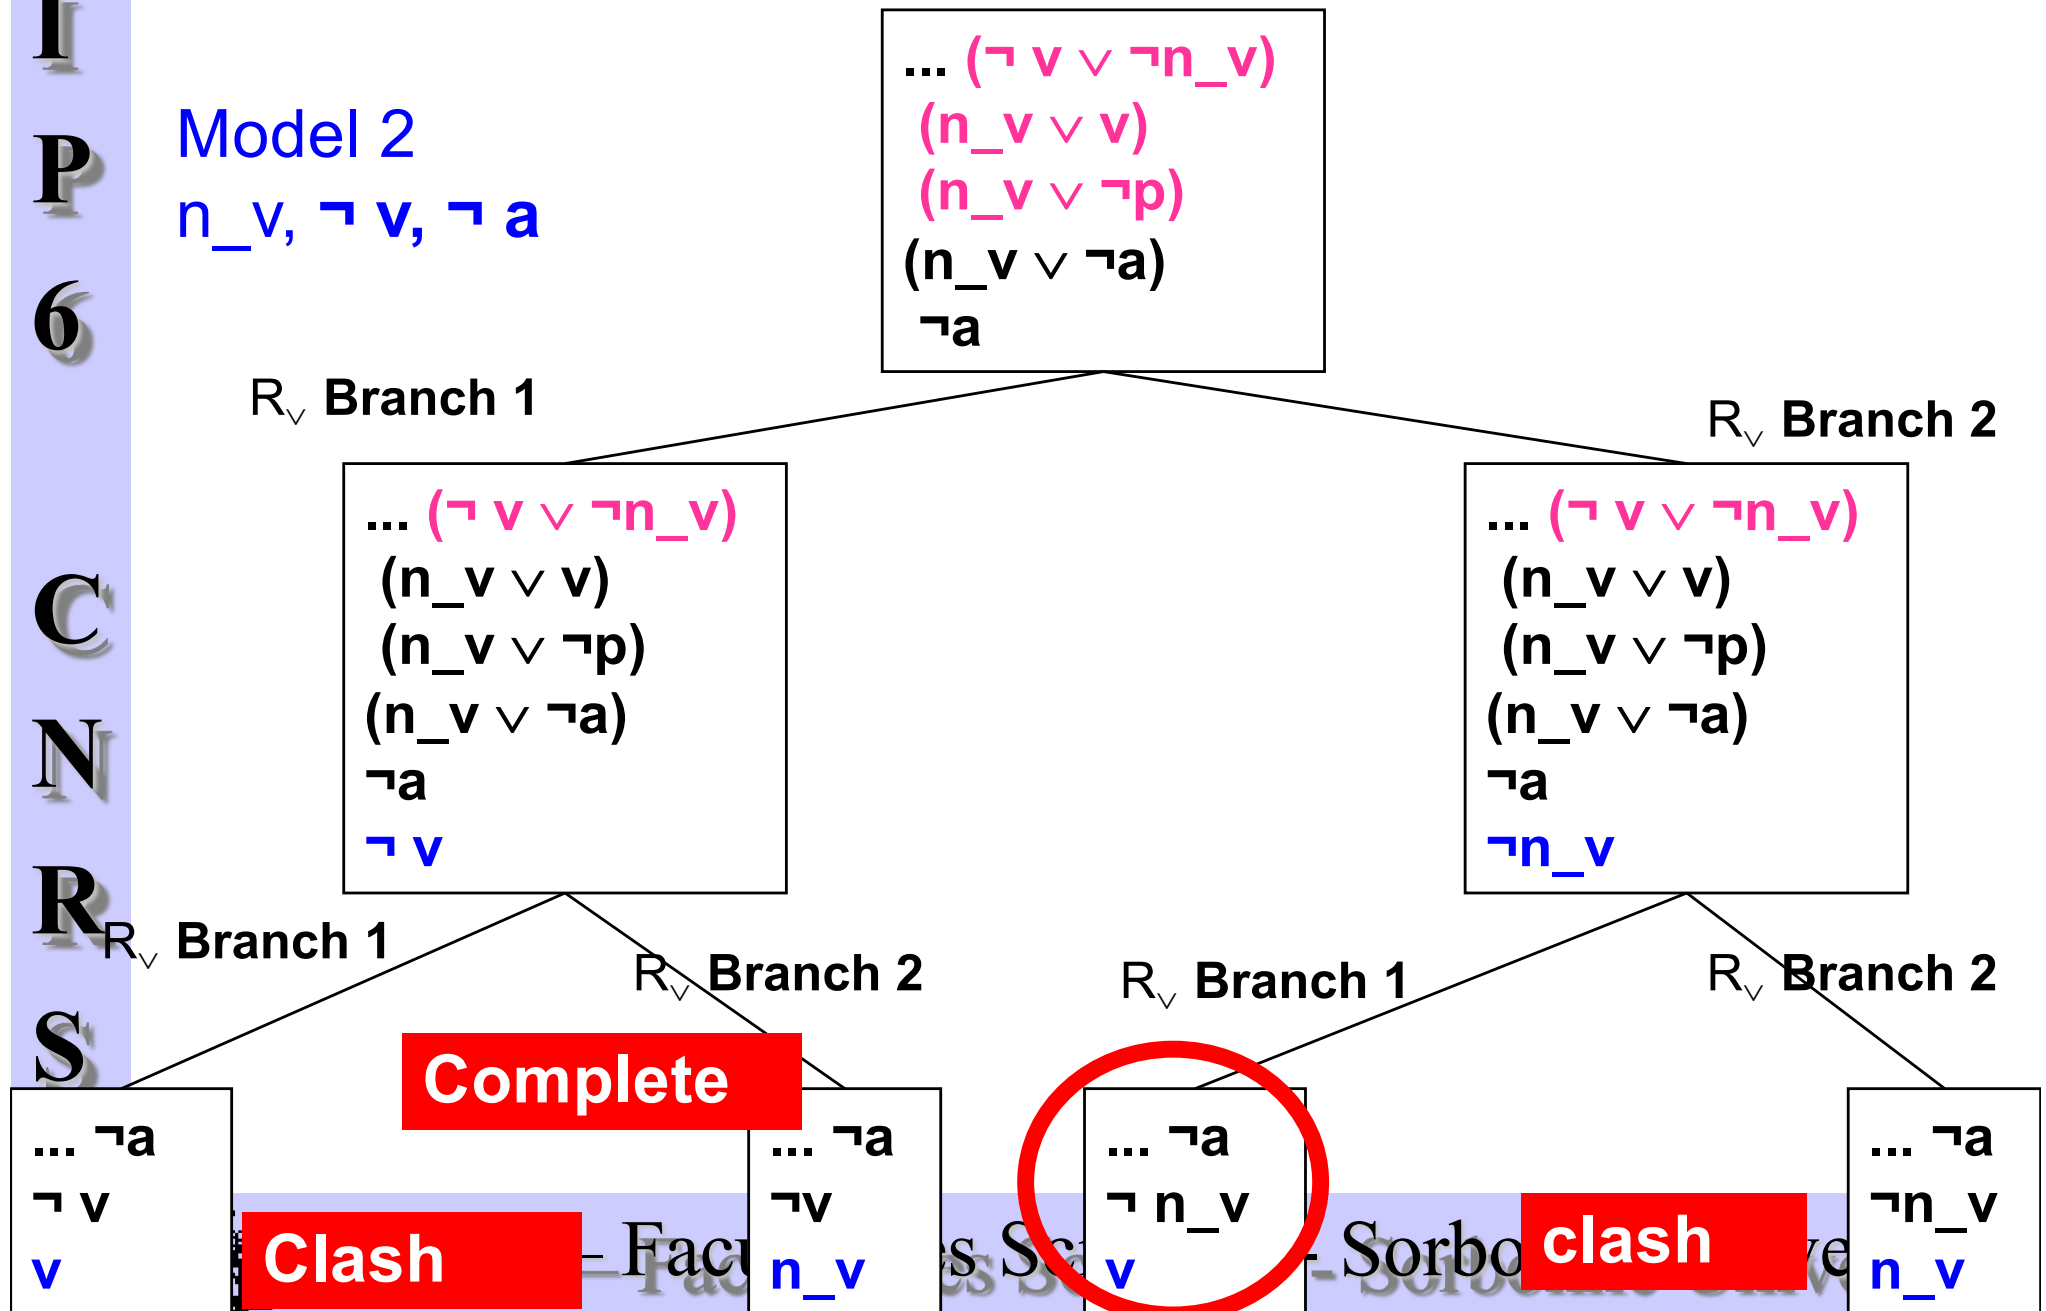 I
P
6
C
N
R
S
Model 2
n_v, ¬ v, ¬ a
... (¬ v ∨ ¬n_v)
(n_v ∨ v)
(n_v ∨ ¬p)
(n_v ∨ ¬a)
¬a
R∨ Branch 1
R∨ Branch 2
... (¬ v ∨ ¬n_v)
(n_v ∨ v)
(n_v ∨ ¬p)
(n_v ∨ ¬a)
¬a
¬ v
... (¬ v ∨ ¬n_v)
(n_v ∨ v)
(n_v ∨ ¬p)
(n_v ∨ ¬a)
¬a
¬n_v
R∨ Branch 1
R∨ Branch 2
R∨ Branch 1
R∨ Branch 2
Complete
... ¬a
¬ v
v
Clash
... ¬a
¬v
n_v
... ¬a
¬ n_v
v
clash
... ¬a
¬n_v
n_v